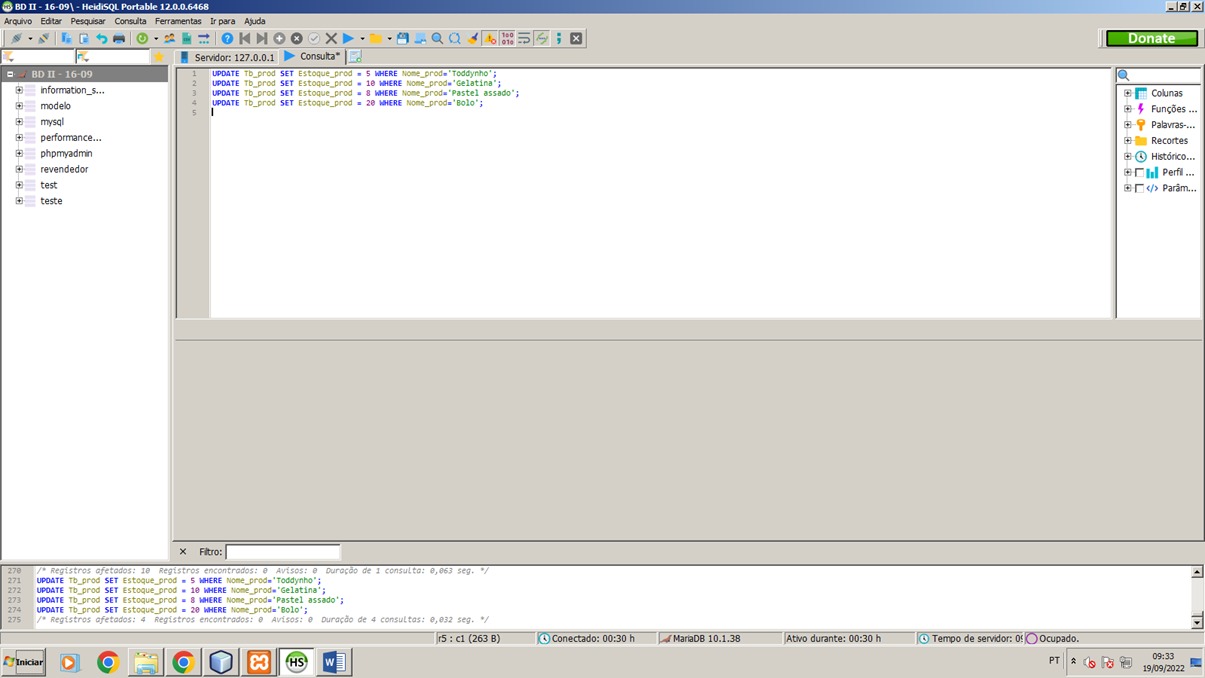 BD II - 16-09\ - HeidiSQL Portable 12.0.0.6468
Arquivo Editar Pesquisar Consulta Ferramentas Ir para Ajuda
Donate
Servidor: 127.0.0.1 Consulta*
BD II - 16-09
information_s...
modelo
mysql
performance...
phpmyadmin
revendedor
test
teste
1 UPDATE Tb_prod SET Estoque_prod = 5 WHERE Nome_prod='Toddynho';
2 UPDATE Tb_prod SET Estoque_prod = 10 WHERE Nome_prod='Gelatina';
3 UPDATE Tb_prod SET Estoque_prod = 8 WHERE Nome_prod='Pastel assado';
4 UPDATE Tb_prod SET Estoque_prod = 20 WHERE Nome_prod='Bolo';
5
Colunas
Funções ...
Palavras-...
Recortes
Histórico...
Perfil ...
Parâm...
Filtro:
270 /* Registros afetados: 10 Registros encontrados: 0 Avisos: 0 Duração de 1 consulta: 0,063 seg. */
271 UPDATE Tb_prod SET Estoque_prod = 5 WHERE Nome_prod='Toddynho';
272 UPDATE Tb_prod SET Estoque_prod = 10 WHERE Nome_prod='Gelatina';
273 UPDATE Tb_prod SET Estoque_prod = 8 WHERE Nome_prod='Pastel assado';
274 UPDATE Tb_prod SET Estoque_prod = 20 WHERE Nome_prod='Bolo';
275 /* Registros afetados: 4 Registros encontrados: 0 Avisos: 0 Duração de 4 consultas: 0,032 seg. */
r5 : c1 (263 B) Conectado: 00:30 h MariaDB 10.1.38 Ativo durante: 00:30 h Tempo de servidor: 09 Ocupado.
Iniciar HS W PT 09:33
19/09/2022